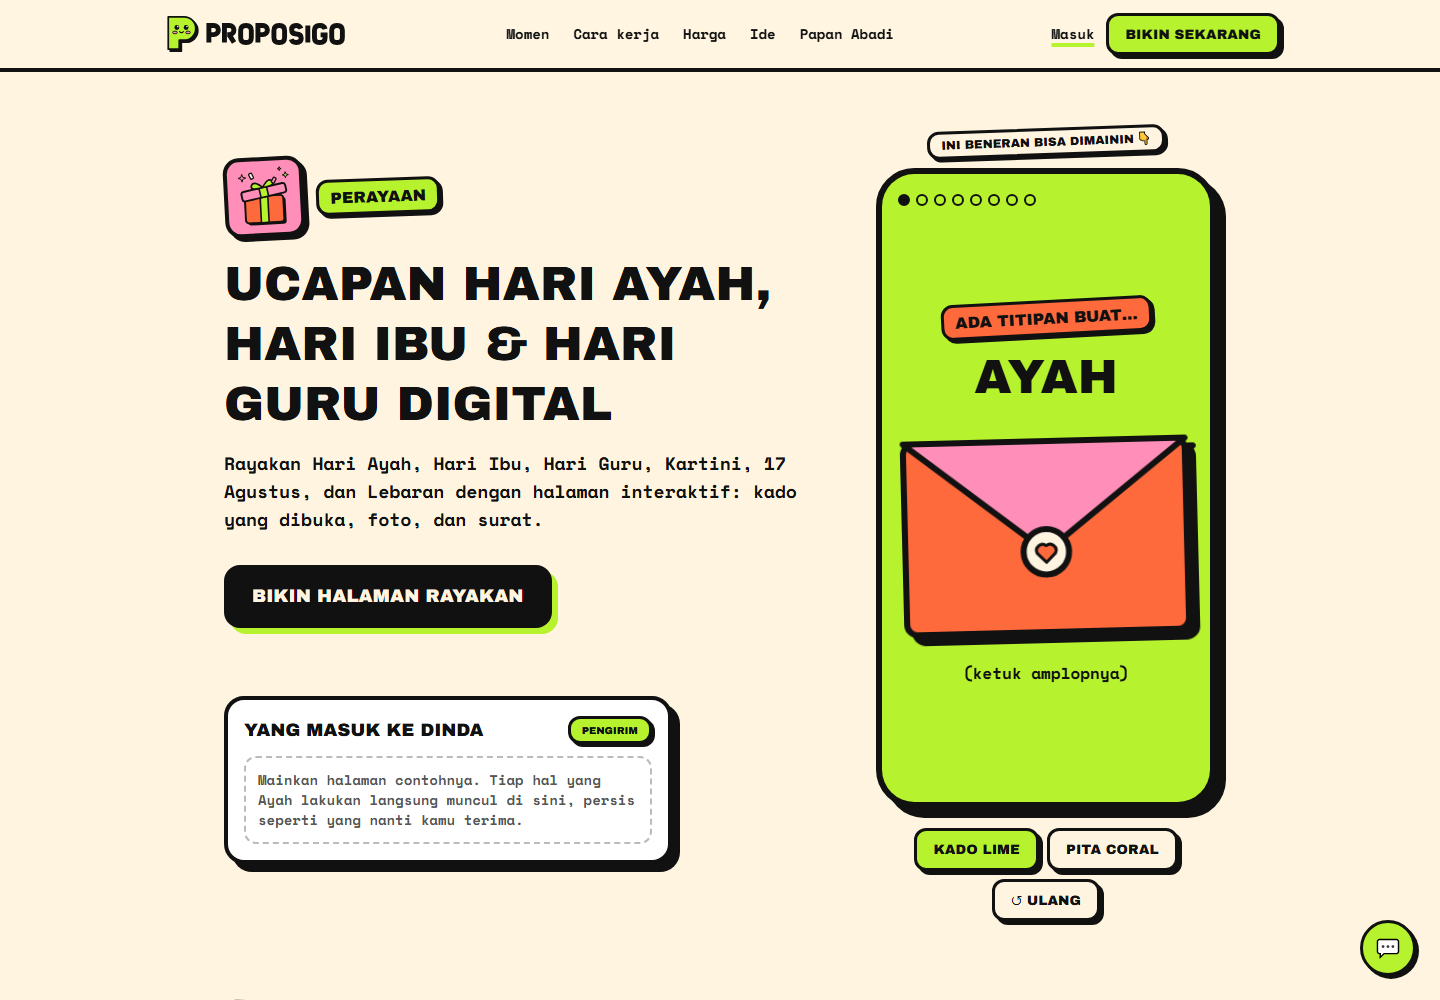 PROPOSIGO
Momen
Cara kerja
Harga
Ide
Papan Abadi
Masuk
BIKIN SEKARANG
PERAYAAN
UCAPAN HARI AYAH,
HARI IBU & HARI
GURU DIGITAL
Rayakan Hari Ayah, Hari Ibu, Hari Guru, Kartini, 17
Agustus, dan Lebaran dengan halaman interaktif: kado
yang dibuka, foto, dan surat.
BIKIN HALAMAN RAYAKAN
YANG MASUK KE DINDA
PENGIRIM
Mainkan halaman contohnya. Tiap hal yang
Ayah lakukan langsung muncul di sini, persis
seperti yang nanti kamu terima.
INI BENERAN BISA DIMAININ 👇
ADA TITIPAN BUAT...
AYAH
(ketuk amplopnya)
KADO LIME
PITA CORAL
↺ ULANG